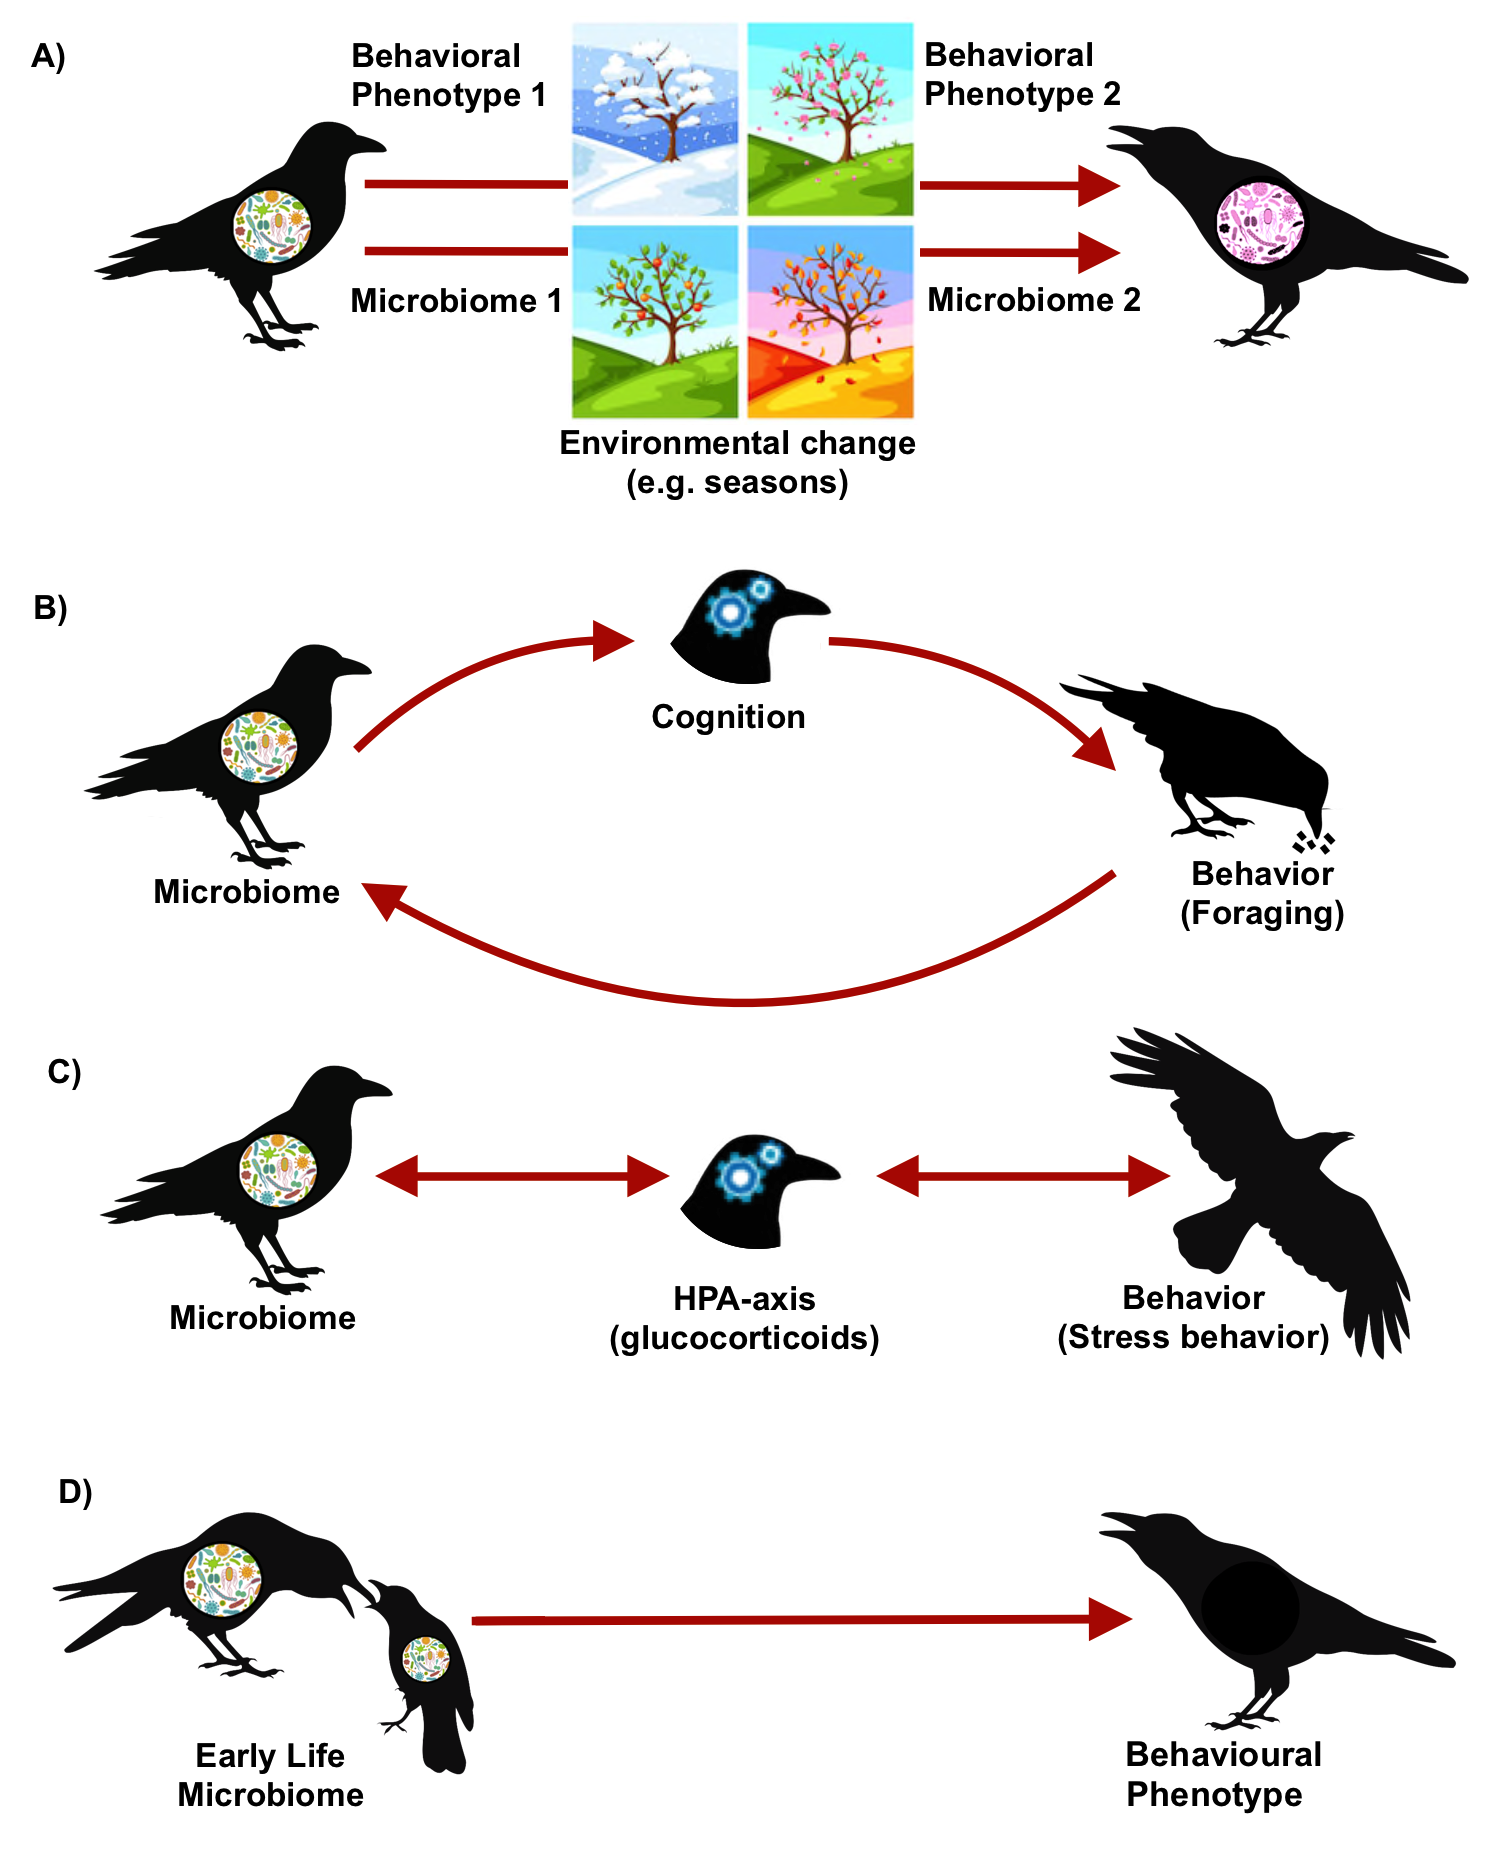 A)
Behavioral
Phenotype 1
Behavioral
Phenotype 2
Microbiome 1
Microbiome 2
Environmental change
(e.g. seasons)
B)
Cognition
Microbiome
Behavior
(Foraging)
C)
Microbiome
HPA-axis
(glucocorticoids)
Behavior
(Stress behavior)
D)
Early Life
Microbiome
Behavioural
Phenotype